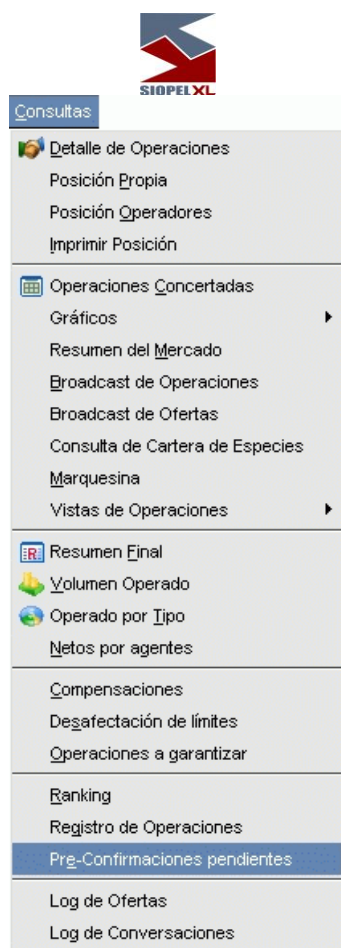 SIOPELXL
Consultas
Detalle de Operaciones
Posición Propia
Posición Operadores
Imprimir Posición
Operaciones Concertadas
Gráficos
Resumen del Mercado
Broadcast de Operaciones
Broadcast de Ofertas
Consulta de Cartera de Especies
Marquesina
Vistas de Operaciones
R Resumen Final
Volumen Operado
Operado por Tipo
Netos por agentes
Compensaciones
Desafectación de límites
Operaciones a garantizar
Ranking
Registro de Operaciones
Pre-Confirmaciones pendientes
Log de Ofertas
Log de Conversaciones